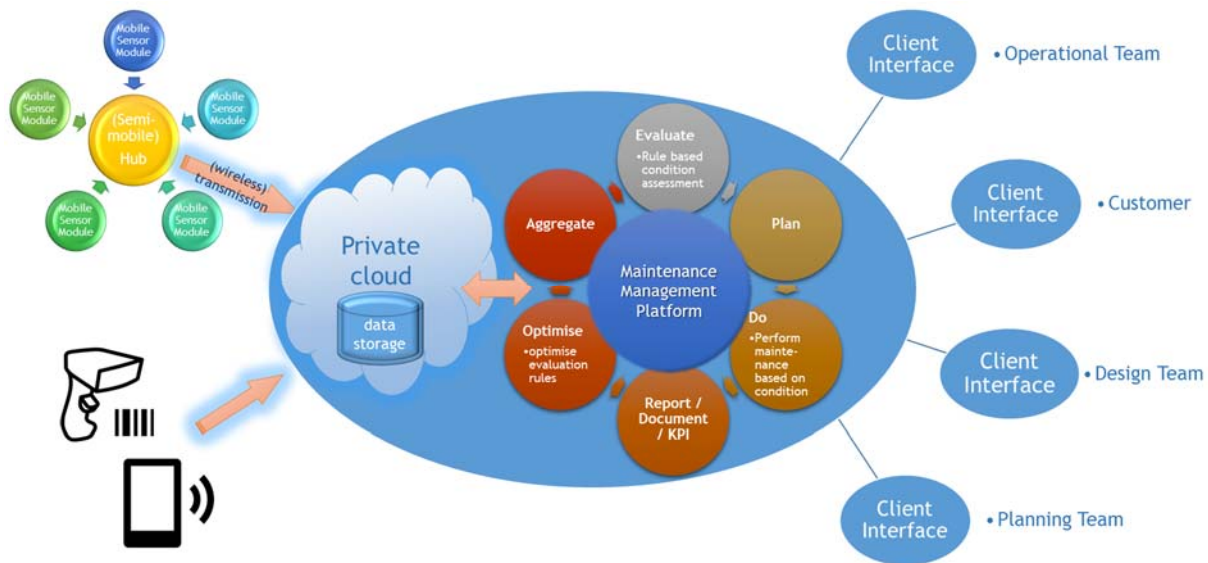 Mobile
Sensor
Module
Mobile
Sensor
Module
Mobile
Sensor
Module
(Semi-
mobile)
Hub
Mobile
Sensor
Module
Mobile
Sensor
Module
(wireless)
transmission
Private
cloud
data
storage
Evaluate
•Rule based
condition
assessment
Aggregate
Plan
Maintenance
Management
Platform
Optimise
•optimise
evaluation
rules
Do
•Perform
mainte-
nance
based on
condition
Report /
Document
/ KPI
Client
Interface
•Operational Team
Client
Interface
•Customer
Client
Interface
•Design Team
Client
Interface
•Planning Team